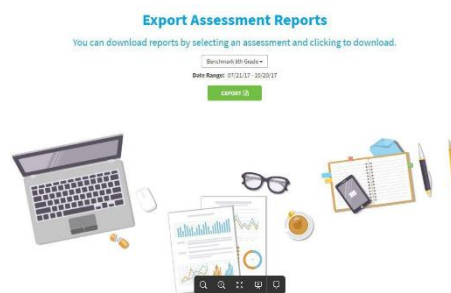 Export Assessment Reports
You can download reports by selecting an assessment and clicking to download.
Benchmark 8th Grade
Date Range: 07/21/17 - 10/20/17
EXPORT